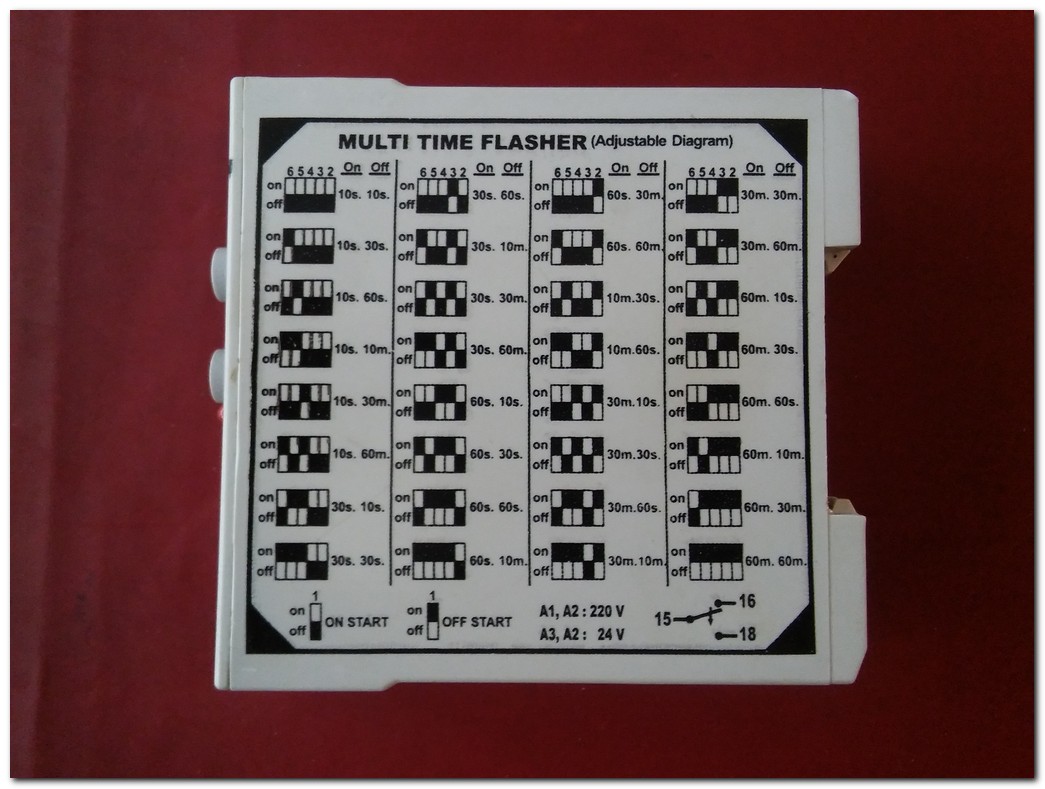 MULTI TIME FLASHER (Adjustable Diagram)
6 5 4 3 2 On Off
on off 10s. 10s.
on off 10s. 30s.
on off 10s. 60s.
on off 10s. 10m.
on off 10s. 30m.
on off 10s. 60m.
on off 30s. 10s.
on off 30s. 30s.
6 5 4 3 2 On Off
on off 30s. 60s.
on off 30s. 10m.
on off 30s. 30m.
on off 30s. 60m.
on off 60s. 10s.
on off 60s. 30s.
on off 60s. 60s.
on off 60s. 10m.
6 5 4 3 2 On Off
on off 60s. 30m.
on off 60s. 60m.
on off 10m. 30s.
on off 10m. 60s.
on off 30m. 10s.
on off 30m. 30s.
on off 30m. 60s.
on off 30m. 10m.
6 5 4 3 2 On Off
on off 30m. 30m.
on off 30m. 60m.
on off 60m. 10s.
on off 60m. 30s.
on off 60m. 60s.
on off 60m. 10m.
on off 60m. 30m.
on off 60m. 60m.
1
on off ON START
1
on off OFF START
A1, A2 : 220 V
A3, A2 : 24 V
16
15
18